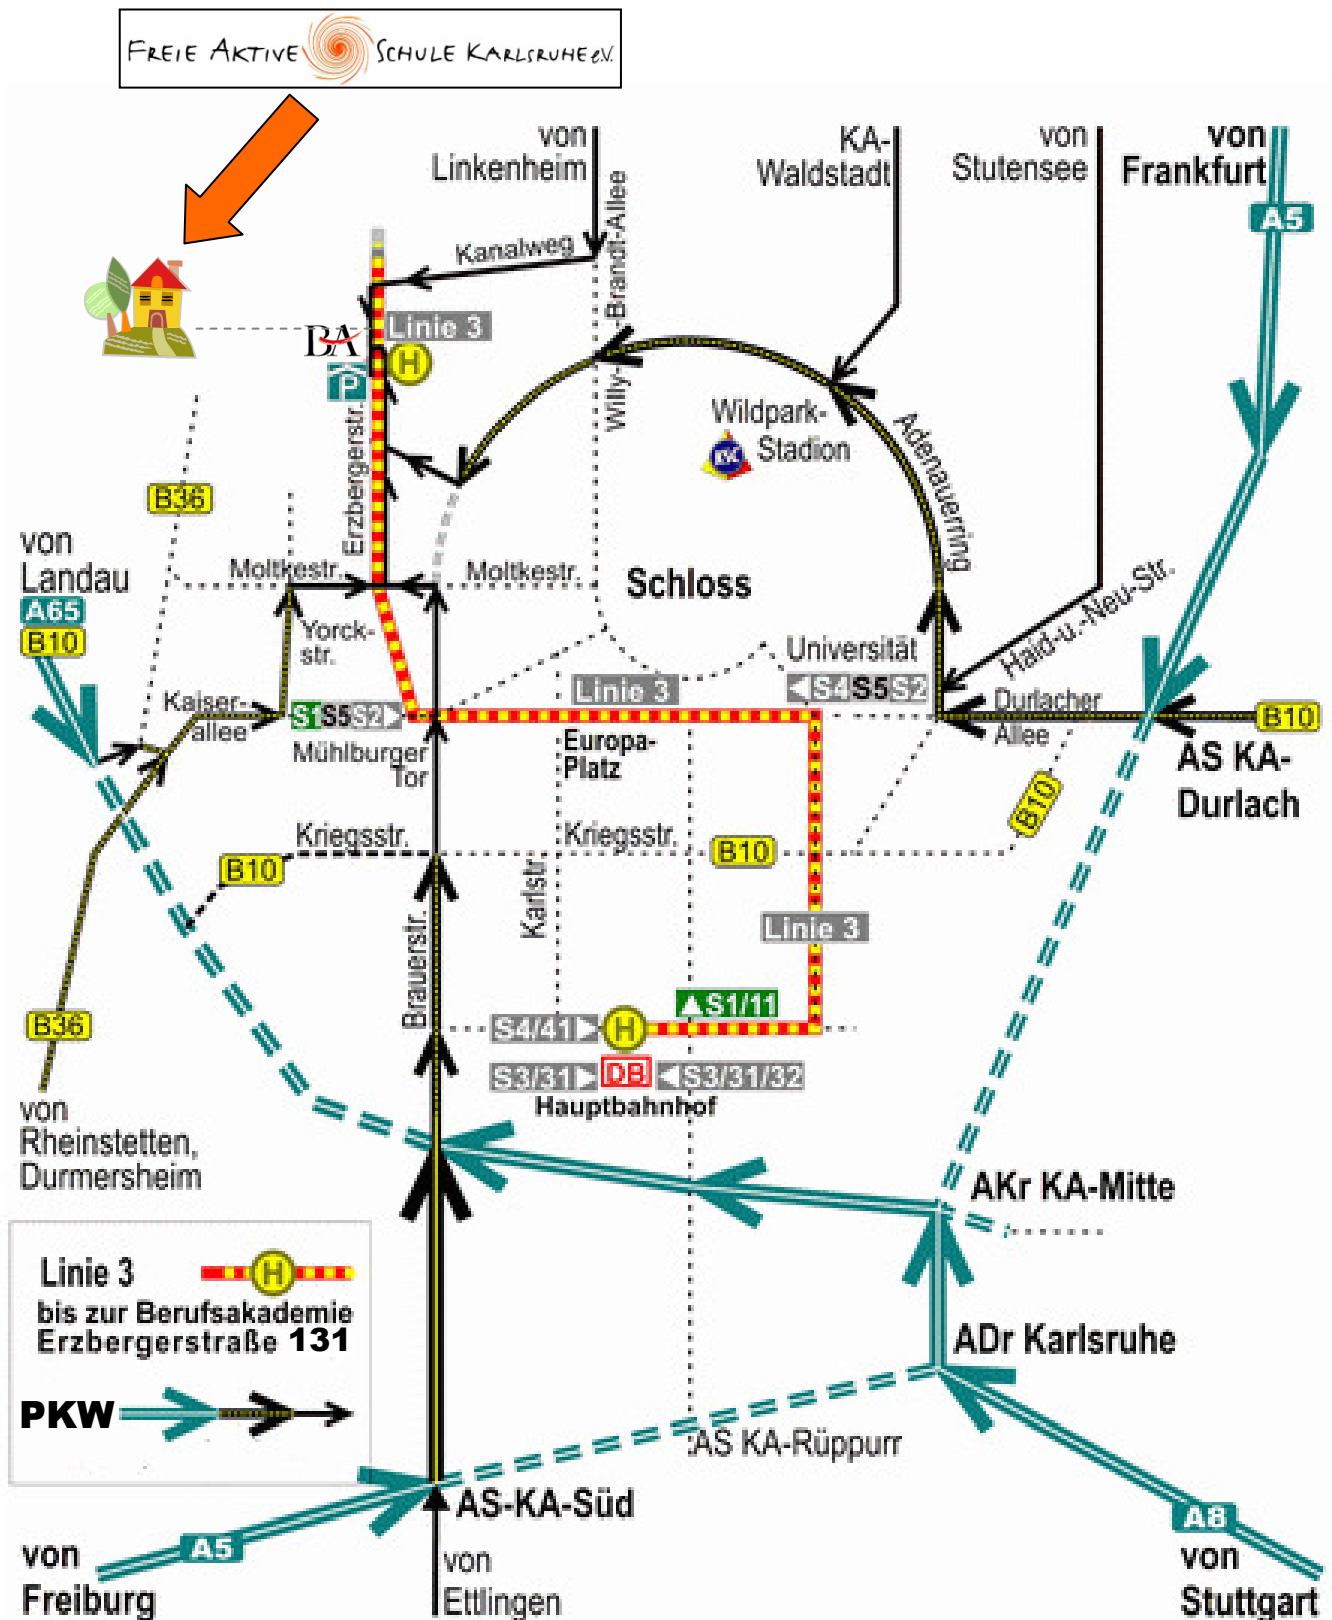 FREIE AKTIVE SCHULE KARLSRUHE e.V.
von
Linkenheim
KA-
Waldstadt
von
Stutensee
von
Frankfurt
A5
Kanalweg
Willy-Brandt-Allee
Linie 3
BA
H
P
Erzbergerstr.
Wildpark-
Stadion
KSC
Adenauerring
B36
von
Landau
A65
B10
Moltkestr.
Moltkestr.
Schloss
Yorck-
str.
Universität
S4 S5 S2
Haid-u.-Neu-Str.
Linie 3
Kaiser-
allee
S1 S5 S2
Mühlburger
Tor
Europa-
Platz
Durlacher
Allee
B10
AS KA-
Durlach
B10
Kriegsstr.
Kriegsstr.
B10
B10
Karlstr.
Brauerstr.
Linie 3
S1/11
S4/41
H
B36
S3/31
DB
S3/31/32
Hauptbahnhof
von
Rheinstetten,
Durmersheim
AKr KA-Mitte
Linie 3
H
bis zur Berufsakademie
Erzbergerstraße 131
PKW
ADr Karlsruhe
AS KA-Rüppurr
AS-KA-Süd
A5
von
Freiburg
von
Ettlingen
A8
von
Stuttgart